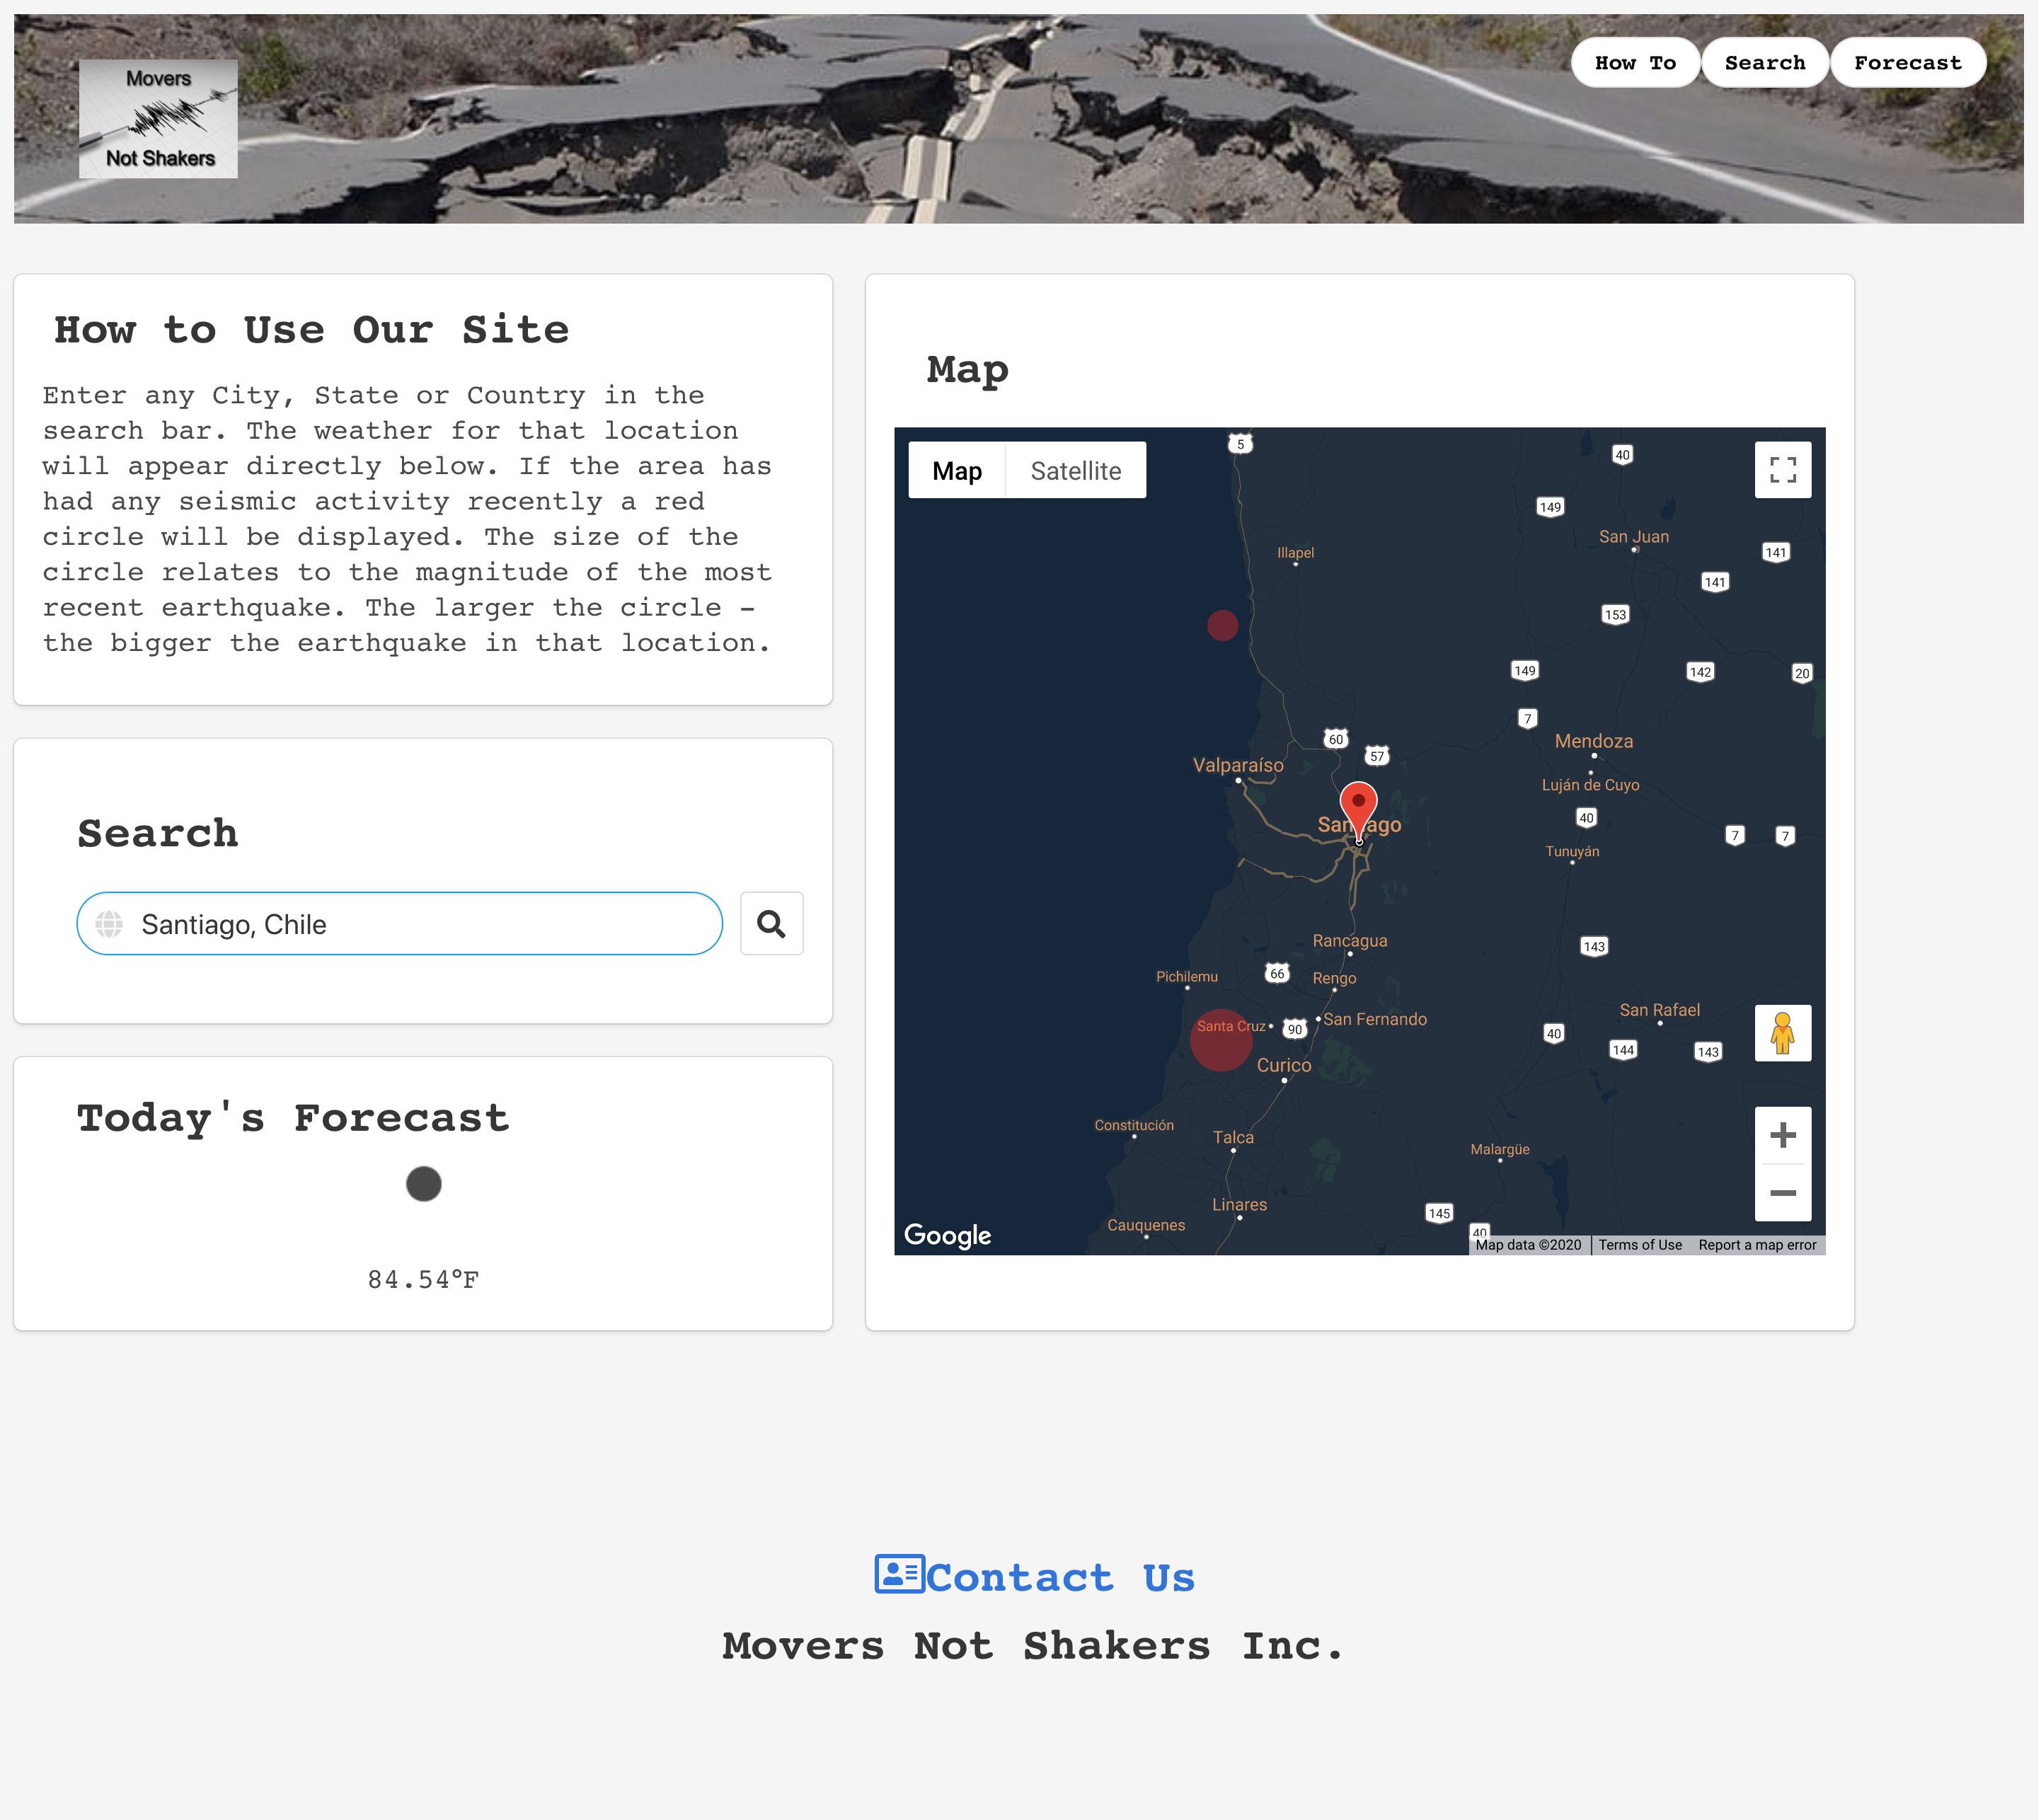 Movers
Not Shakers
How To
Search
Forecast
How to Use Our Site
Enter any City, State or Country in the
search bar. The weather for that location
will appear directly below. If the area has
had any seismic activity recently a red
circle will be displayed. The size of the
circle relates to the magnitude of the most
recent earthquake. The larger the circle -
the bigger the earthquake in that location.
Search
Santiago, Chile
Today's Forecast
84.54°F
Map
Map
Satellite
5
40
149
San Juan
Illapel
141
141
153
149
142
20
7
60
57
Mendoza
Valparaíso
Luján de Cuyo
40
Santiago
7
7
Tunuyán
Rancagua
143
66
Rengo
Pichilemu
San Rafael
Santa Cruz
90
San Fernando
40
144
143
Curico
Constitución
Talca
Malargüe
Linares
145
Cauquenes
40
Google
Map data ©2020
Terms of Use
Report a map error
Contact Us
Movers Not Shakers Inc.